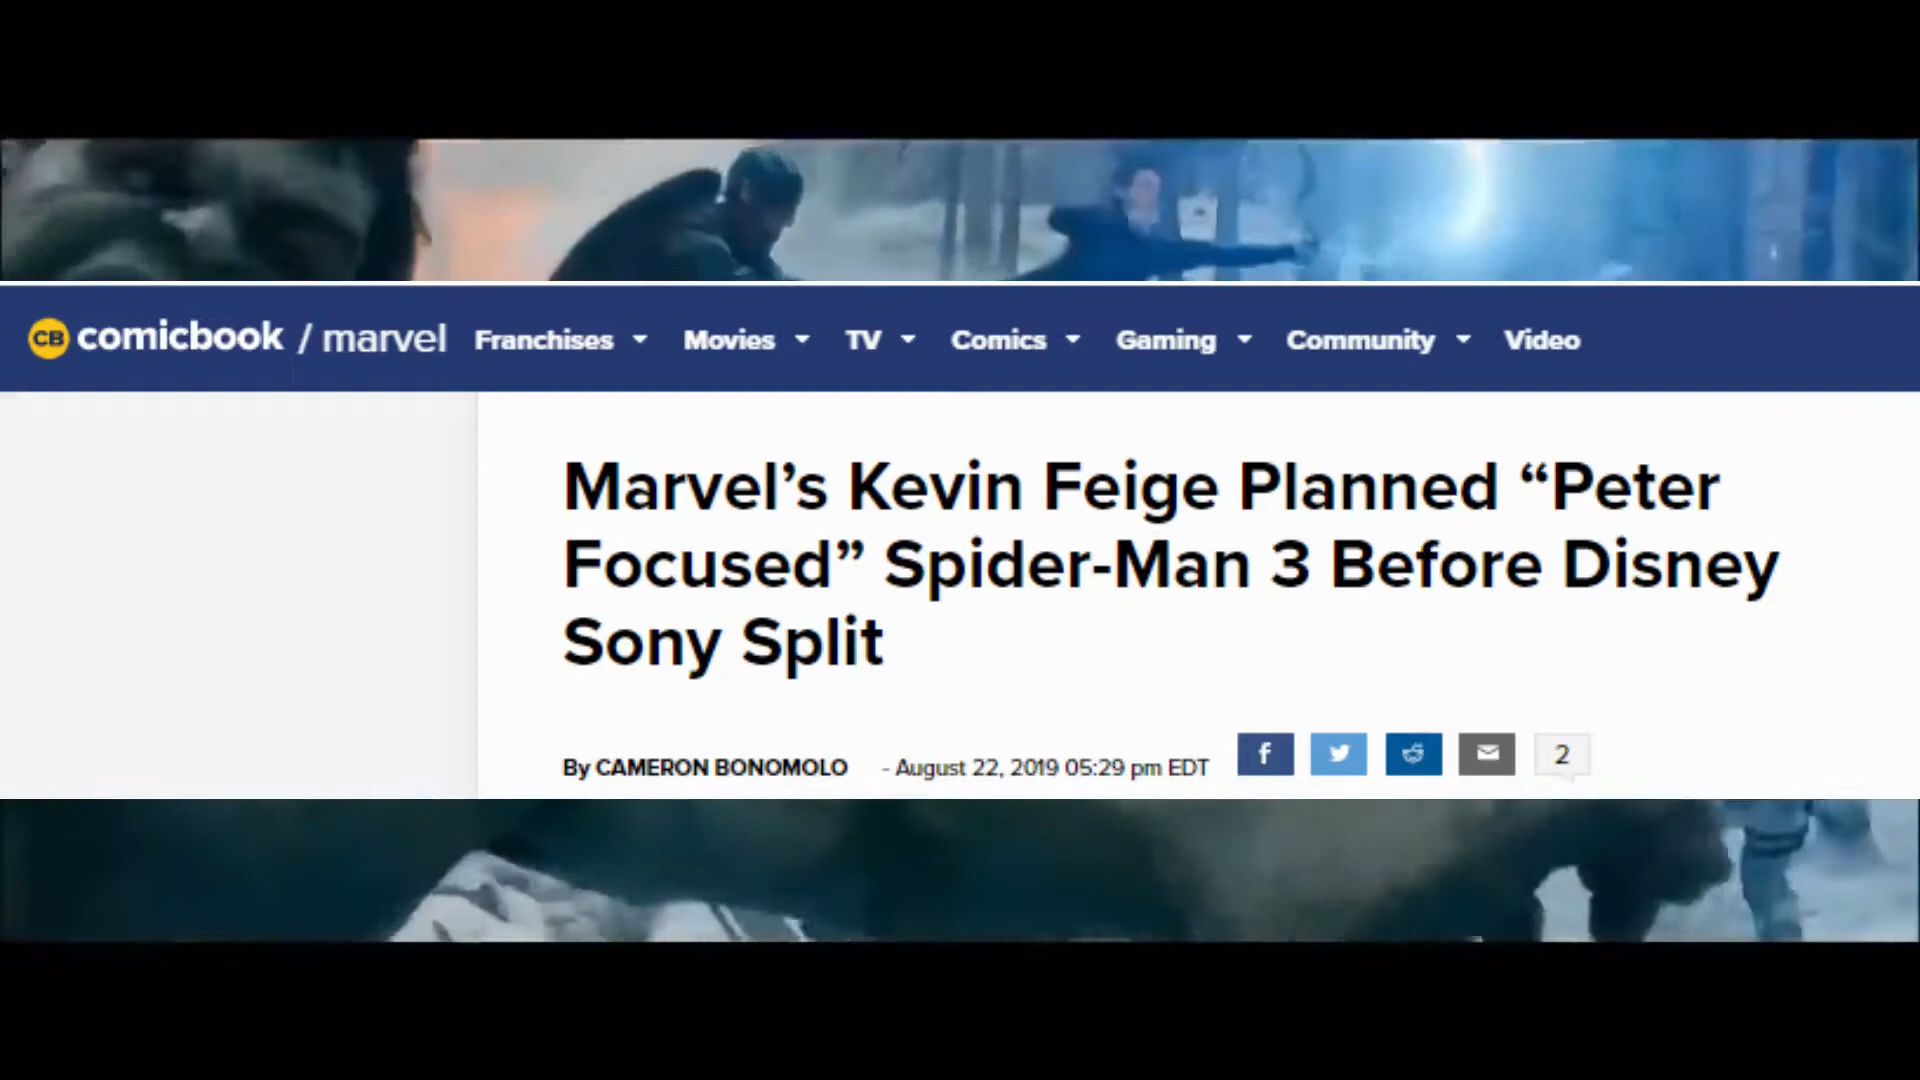 CB comicbook / marvel Franchises Movies TV Comics Gaming Community Video
Marvel’s Kevin Feige Planned “Peter
Focused” Spider-Man 3 Before Disney
Sony Split
By CAMERON BONOMOLO - August 22, 2019 05:29 pm EDT f 2